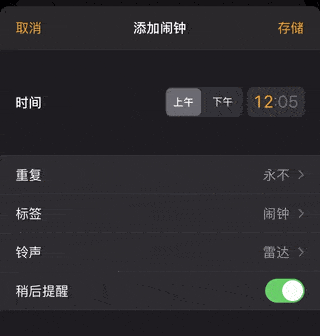 取消 添加闹钟 存储
时间 上午 下午 12:05
重复 永不
标签 闹钟
铃声 雷达
稍后提醒